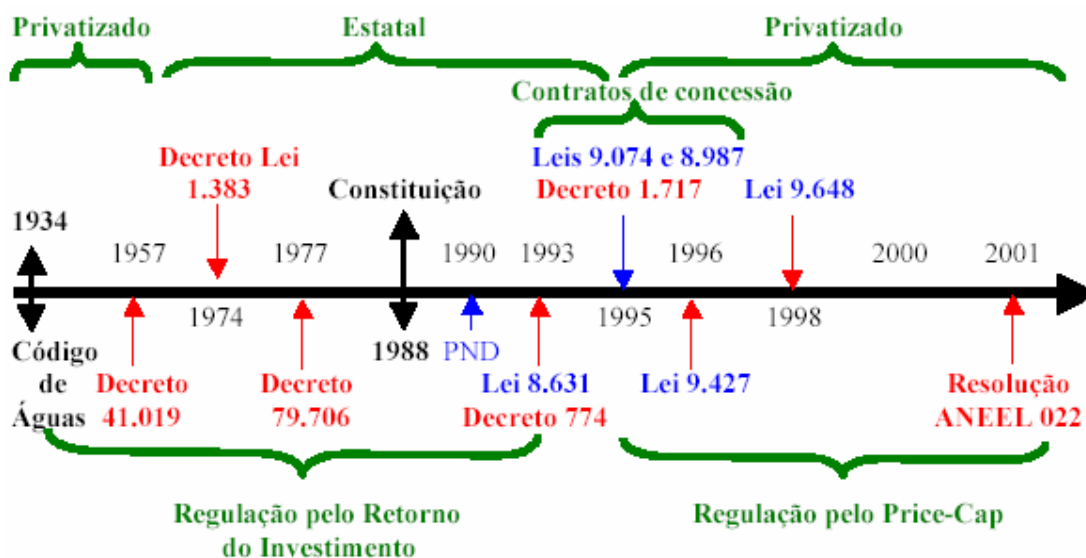 Privatizado
Estatal
Privatizado
Contratos de concessão
Decreto Lei
1.383
Leis 9.074 e 8.987
Constituição
Decreto 1.717
Lei 9.648
1934
1957
1977
1990
1993
1996
2000
2001
1974
1995
1998
Código
de
Águas
1988
PND
Decreto
41.019
Decreto
79.706
Lei 8.631
Decreto 774
Lei 9.427
Resolução
ANEEL 022
Regulação pelo Retorno
do Investimento
Regulação pelo Price-Cap